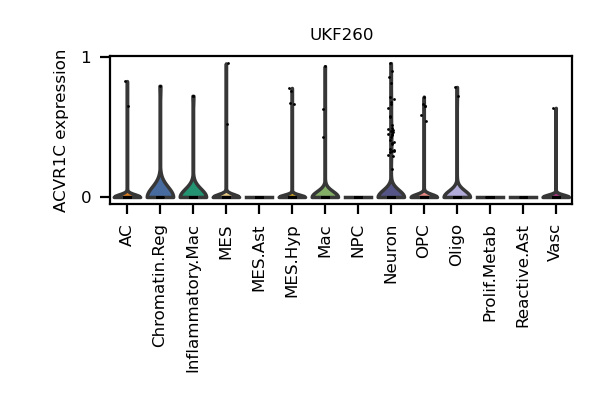 UKF260
ACVR1C expression
1
0
AC
Chromatin.Reg
Inflammatory.Mac
MES
MES.Ast
MES.Hyp
Mac
NPC
Neuron
OPC
Oligo
Prolif.Metab
Reactive.Ast
Vasc